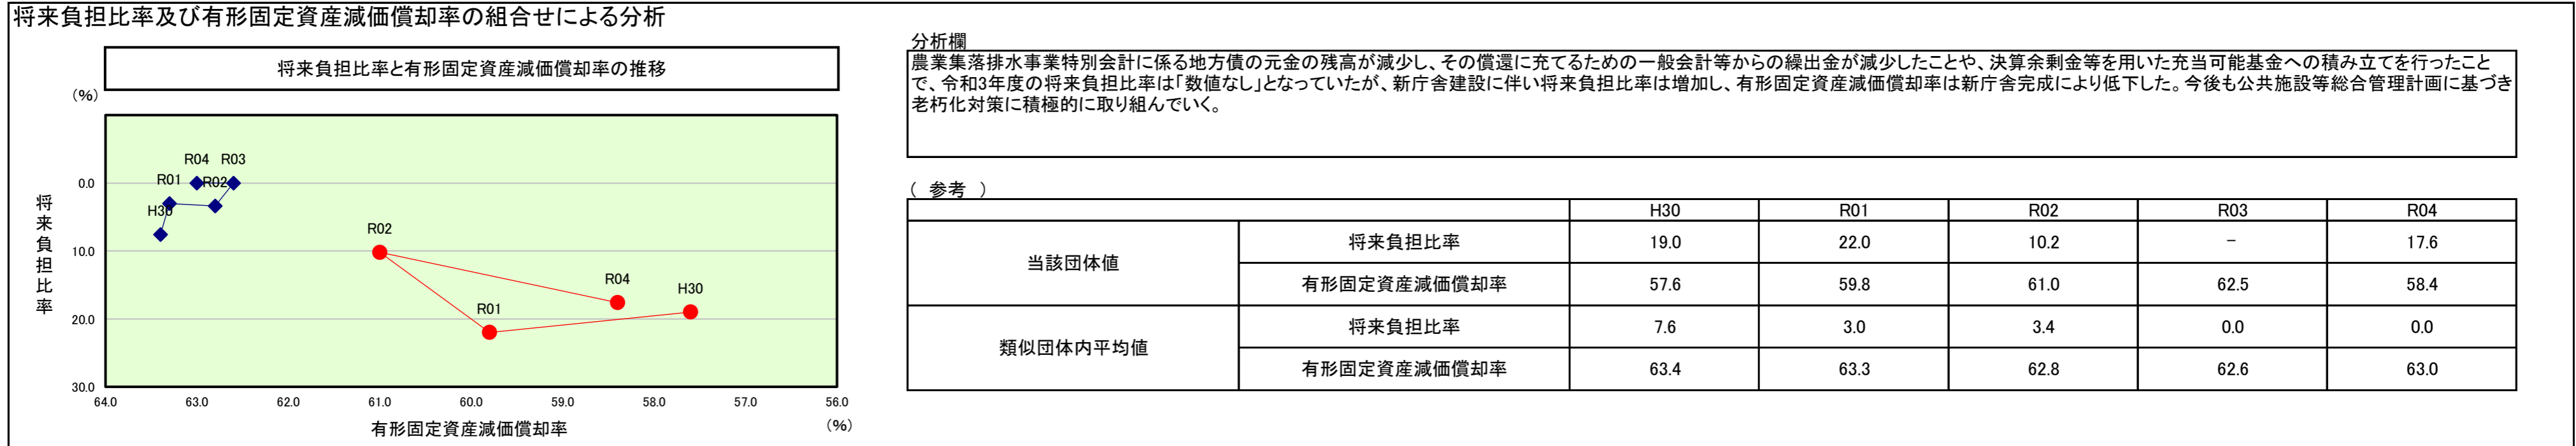 将来負担比率及び有形固定資産減価償却率の組合せによる分析
将来負担比率と有形固定資産減価償却率の推移
(%)
R04 R03
R01 R02
H30
R02
R04
H30
R01
0.0
10.0
20.0
30.0
将来負担比率
64.0 63.0 62.0 61.0 60.0 59.0 58.0 57.0 56.0
有形固定資産減価償却率
(%)
分析欄
農業集落排水事業特別会計に係る地方債の元金の残高が減少し、その償還に充てるための一般会計等からの繰出金が減少したことや、決算余剰金等を用いた充当可能基金への積み立てを行ったこと
で、令和3年度の将来負担比率は「数値なし」となっていたが、新庁舎建設に伴い将来負担比率は増加し、有形固定資産減価償却率は新庁舎完成により低下した。今後も公共施設等総合管理計画に基づき
老朽化対策に積極的に取り組んでいく。
( 参考 )
H30 R01 R02 R03 R04
当該団体値
将来負担比率 19.0 22.0 10.2 － 17.6
有形固定資産減価償却率 57.6 59.8 61.0 62.5 58.4
類似団体内平均値
将来負担比率 7.6 3.0 3.4 0.0 0.0
有形固定資産減価償却率 63.4 63.3 62.8 62.6 63.0